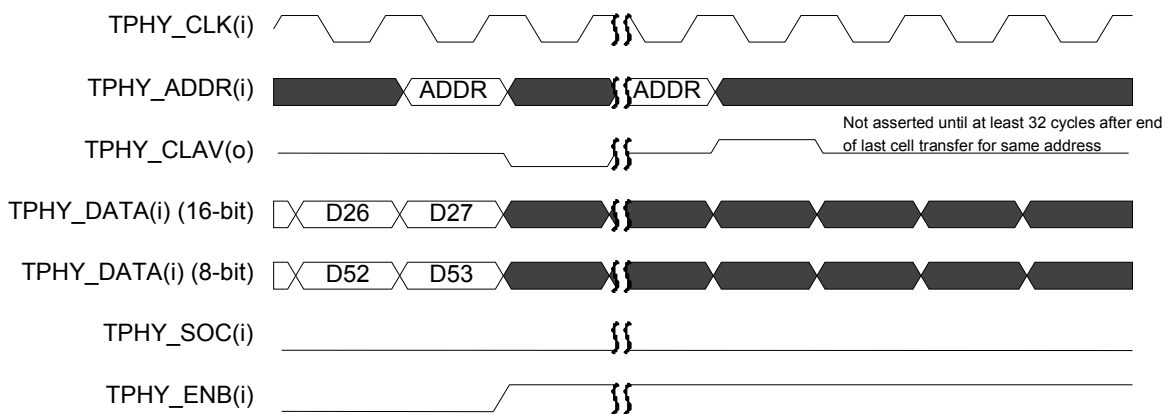 TPHY_CLK(i)
TPHY_ADDR(i)
ADDR
ADDR
TPHY_CLAV(o)
Not asserted until at least 32 cycles after end
of last cell transfer for same address
TPHY_DATA(i) (16-bit)
D26
D27
TPHY_DATA(i) (8-bit)
D52
D53
TPHY_SOC(i)
TPHY_ENB(i)